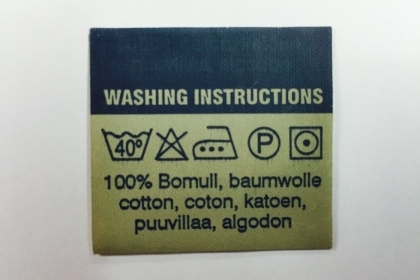 WASHING INSTRUCTIONS
40° P
100% Bomull, baumwolle
cotton, coton, katoen,
puuvillaa, algodon